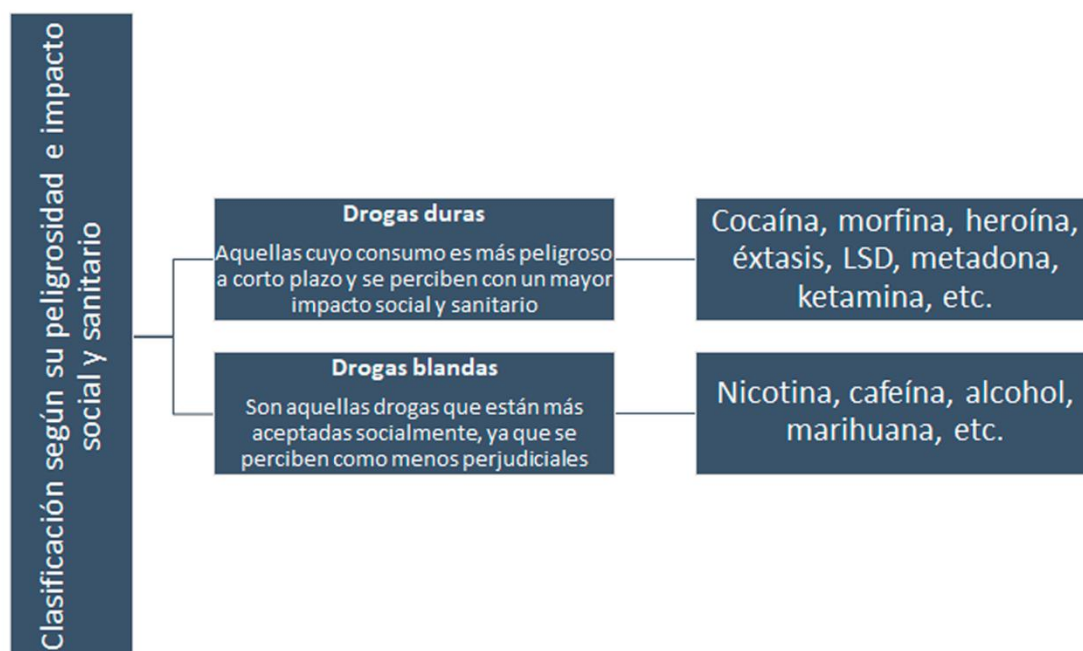 Clasificación según su peligrosidad e impacto
social y sanitario
Drogas duras
Aquellas cuyo consumo es más peligroso
a corto plazo y se perciben con un mayor
impacto social y sanitario
Cocaína, morfina, heroína,
éxtasis, LSD, metadona,
ketamina, etc.
Drogas blandas
Son aquellas drogas que están más
aceptadas socialmente, ya que se
perciben como menos perjudiciales
Nicotina, cafeína, alcohol,
marihuana, etc.